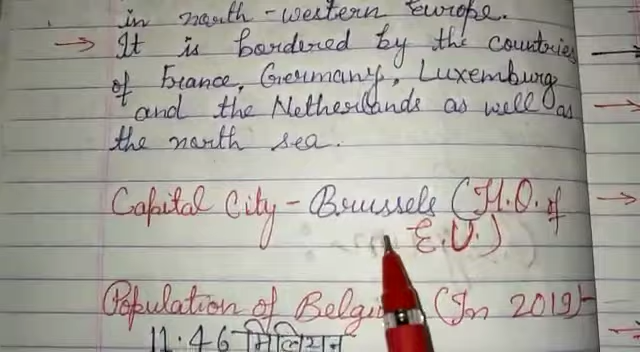 in north-western Europe.
→ It is bordered by the countries
of France, Germany, Luxemburg
and the Netherlands as well as
the north sea.
Capital City - Brussels (H.O. of
E.U.)
Population of Belgi (In 2019)-
11.46 मिलियन